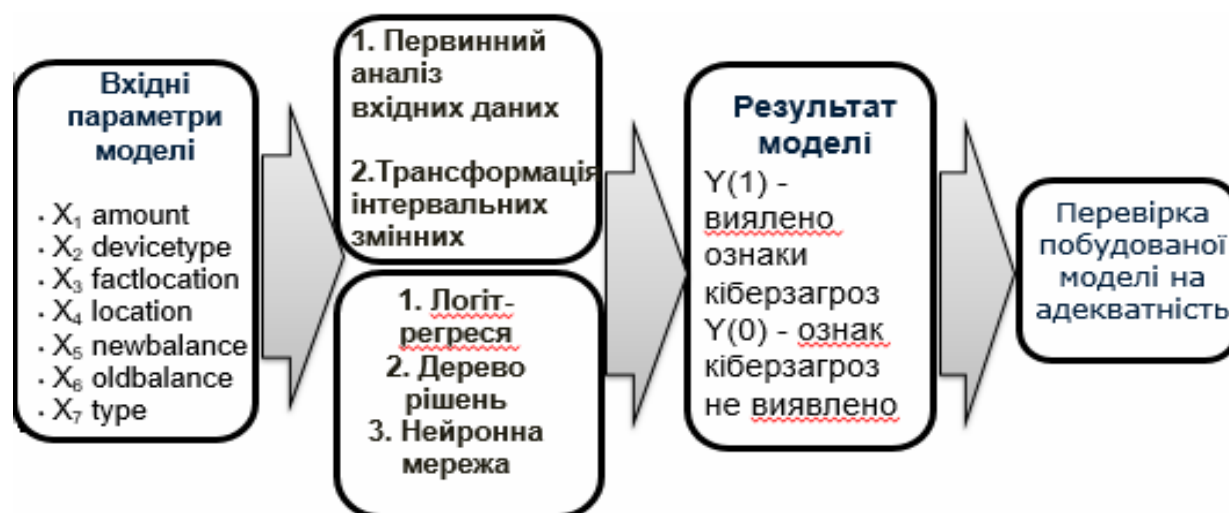 Вхідні
параметри
моделі
· X₁ amount
· X₂ devicetype
· X₃ factlocation
· X₄ location
· X₅ newbalance
· X₆ oldbalance
· X₇ type
1. Первинний
аналіз
вхідних даних
2.Трансформація
інтервальних
змінних
1. Логіт-
регреся
2. Дерево
рішень
3. Нейронна
мережа
Результат
моделі
Y(1) -
виялено
ознаки
кіберзагроз
Y(0) - ознак
кіберзагроз
не виявлено
Перевірка
побудованої
моделі на
адекватність